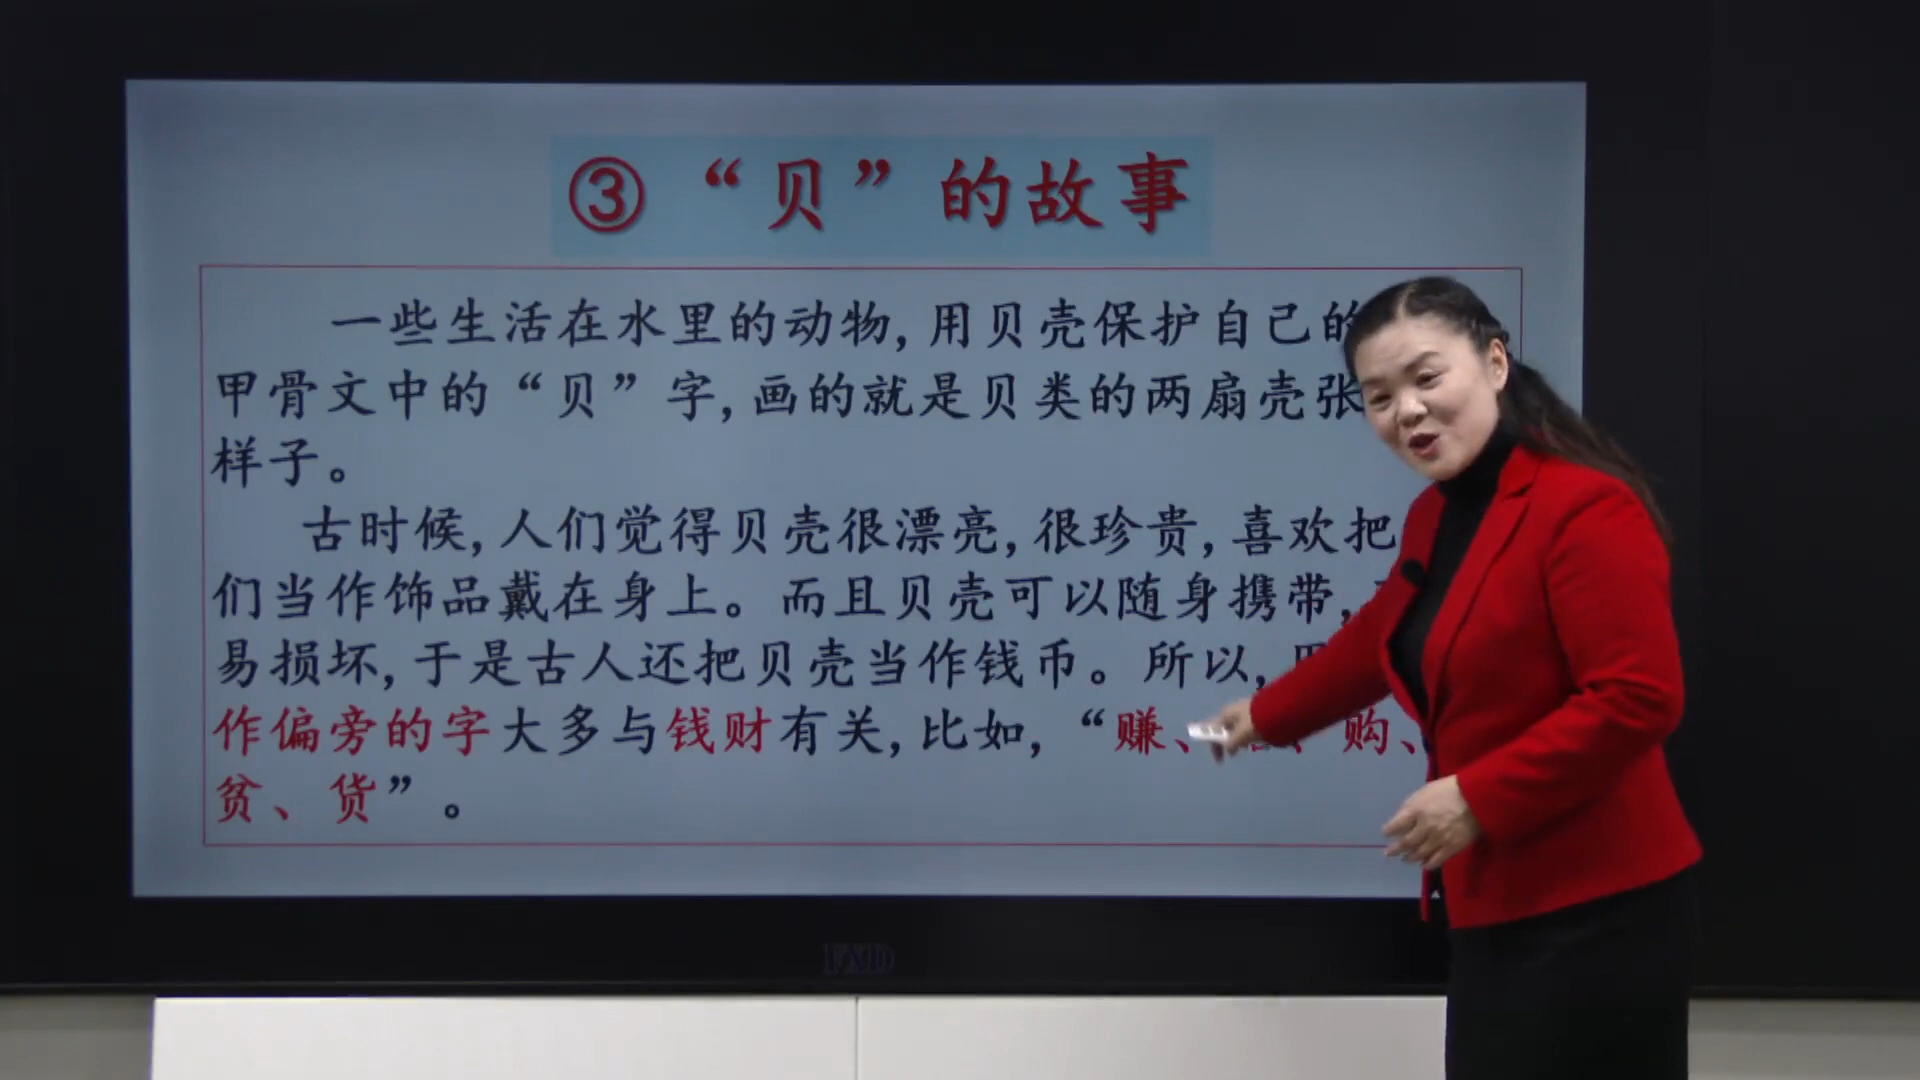 ③ “贝”的故事
一些生活在水里的动物,用贝壳保护自己的
甲骨文中的“贝”字,画的就是贝类的两扇壳张
样子。
古时候,人们觉得贝壳很漂亮,很珍贵,喜欢把
们当作饰品戴在身上。而且贝壳可以随身携带,
易损坏,于是古人还把贝壳当作钱币。所以,
作偏旁的字大多与钱财有关,比如,“赚、 、购、
贫、货”。